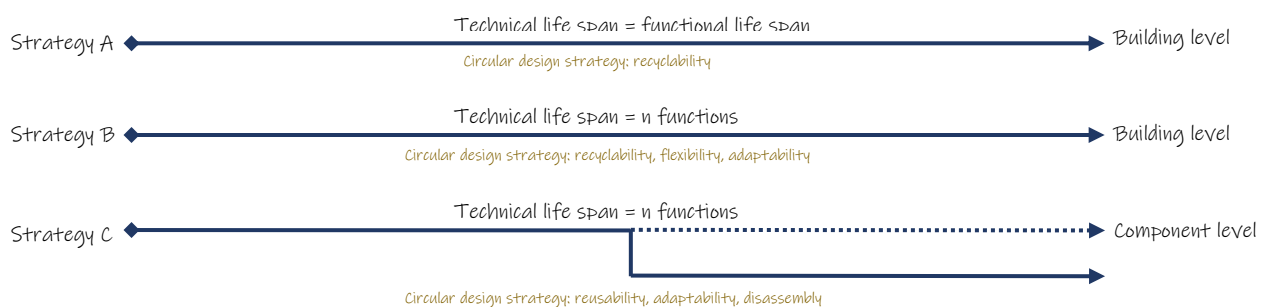 Technical life span = functional life span
Strategy A
Building level
Circular design strategy: recyclability
Technical life span = n functions
Strategy B
Building level
Circular design strategy: recyclability, flexibility, adaptability
Technical life span = n functions
Strategy C
Component level
Circular design strategy: reusability, adaptability, disassembly